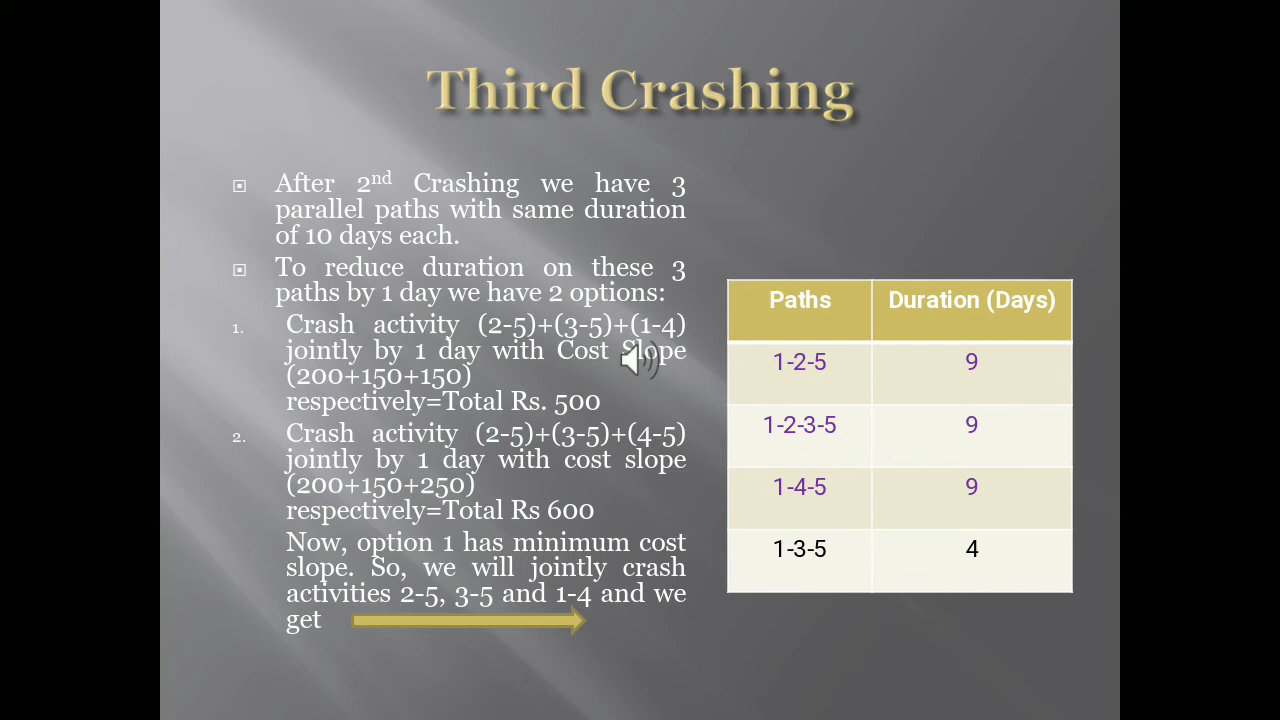 Third Crashing
After 2nd Crashing we have 3
parallel paths with same duration
of 10 days each.
To reduce duration on these 3
paths by 1 day we have 2 options:
1. Crash activity (2-5)+(3-5)+(1-4)
jointly by 1 day with Cost Slope
(200+150+150)
respectively=Total Rs. 500
2. Crash activity (2-5)+(3-5)+(4-5)
jointly by 1 day with cost slope
(200+150+250)
respectively=Total Rs 600
Now, option 1 has minimum cost
slope. So, we will jointly crash
activities 2-5, 3-5 and 1-4 and we
get
Paths Duration (Days)
1-2-5 9
1-2-3-5 9
1-4-5 9
1-3-5 4